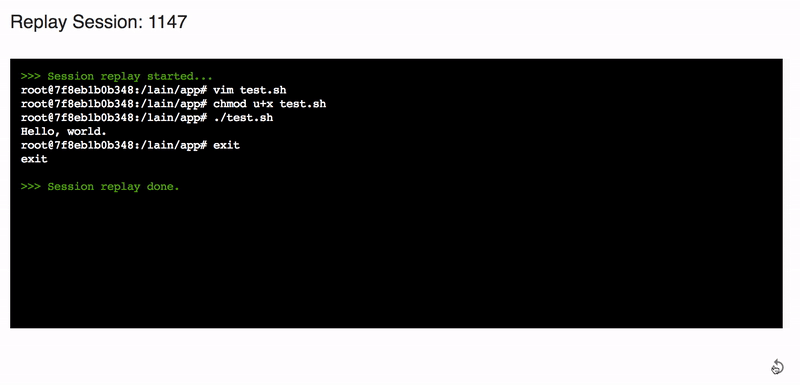 Replay Session: 1147
>>> Session replay started...
root@7f8eb1b0b348:/lain/app# vim test.sh
root@7f8eb1b0b348:/lain/app# chmod u+x test.sh
root@7f8eb1b0b348:/lain/app# ./test.sh
Hello, world.
root@7f8eb1b0b348:/lain/app# exit
exit
>>> Session replay done.